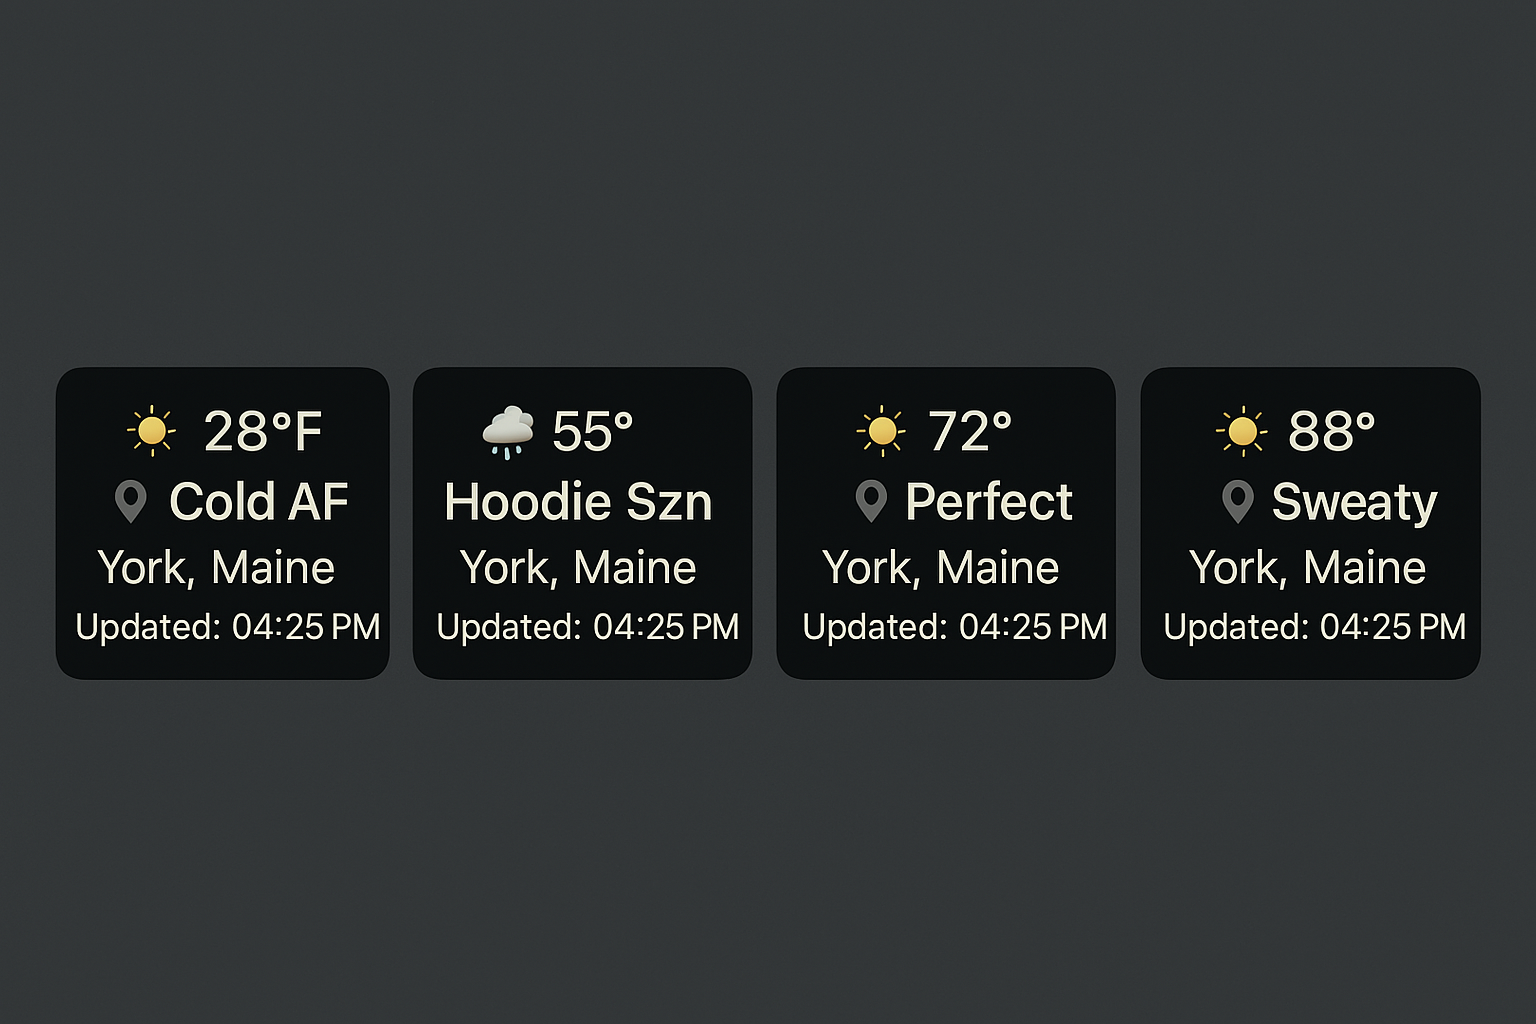 28°F
Cold AF
York, Maine
Updated: 04:25 PM
55°
Hoodie Szn
York, Maine
Updated: 04:25 PM
72°
Perfect
York, Maine
Updated: 04:25 PM
88°
Sweaty
York, Maine
Updated: 04:25 PM